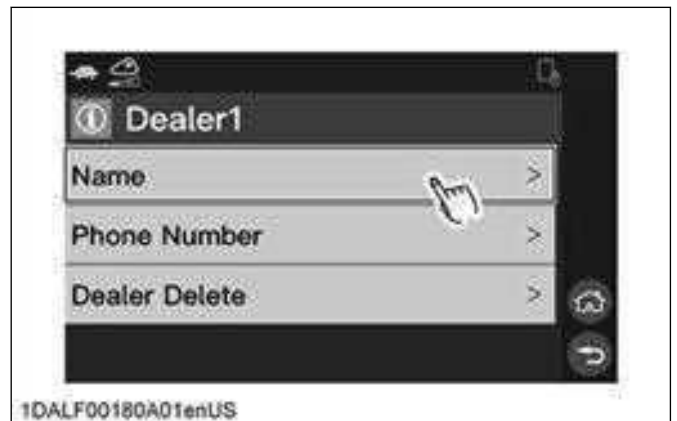 Dealer1
Name >
Phone Number >
Dealer Delete >
1DALF00180A01enUS